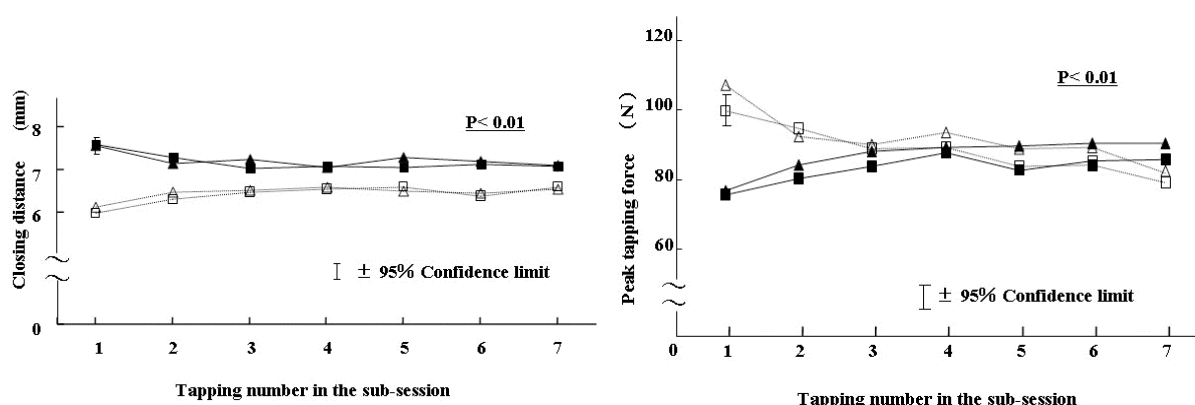 Closing distance (mm)
8
7
6
0
P< 0.01
± 95% Confidence limit
1 2 3 4 5 6 7
Tapping number in the sub-session
Peak tapping force (N)
120
100
80
60
0
P< 0.01
± 95% Confidence limit
1 2 3 4 5 6 7
Tapping number in the sub-session